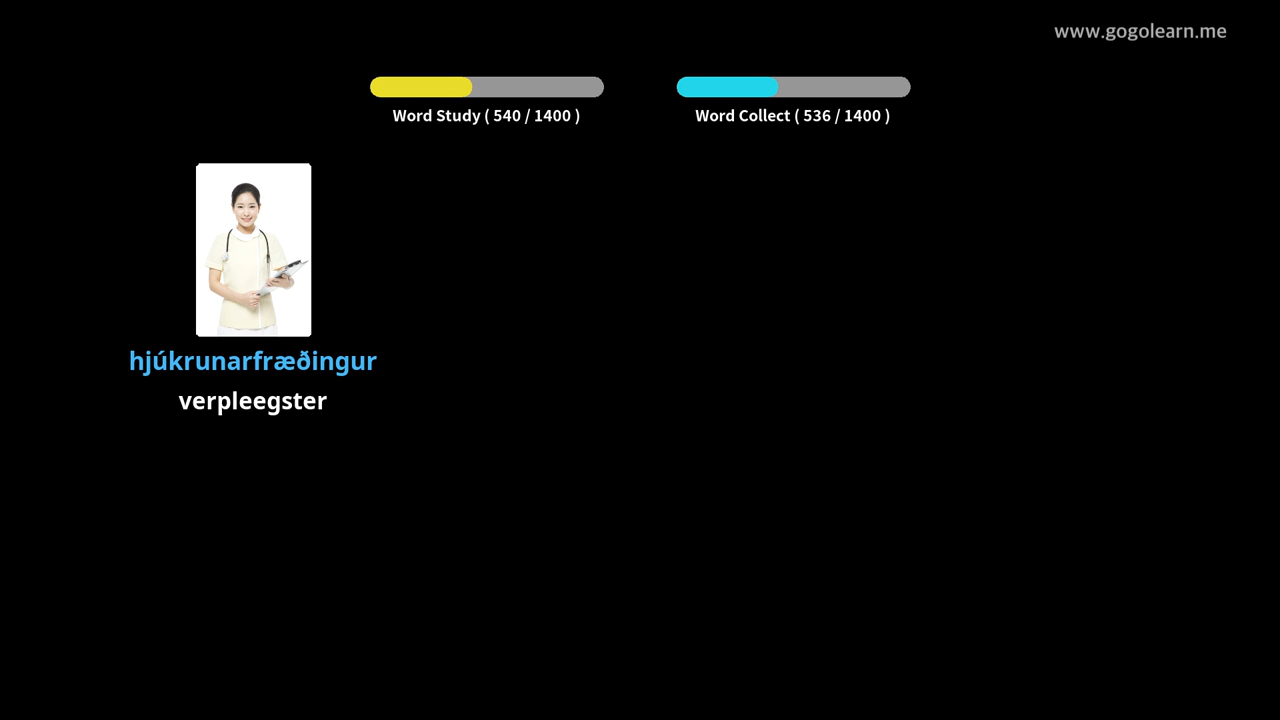 www.gogolearn.me
Word Study ( 540 / 1400 )
Word Collect ( 536 / 1400 )
hjúkrunarfræðingur
verpleegster